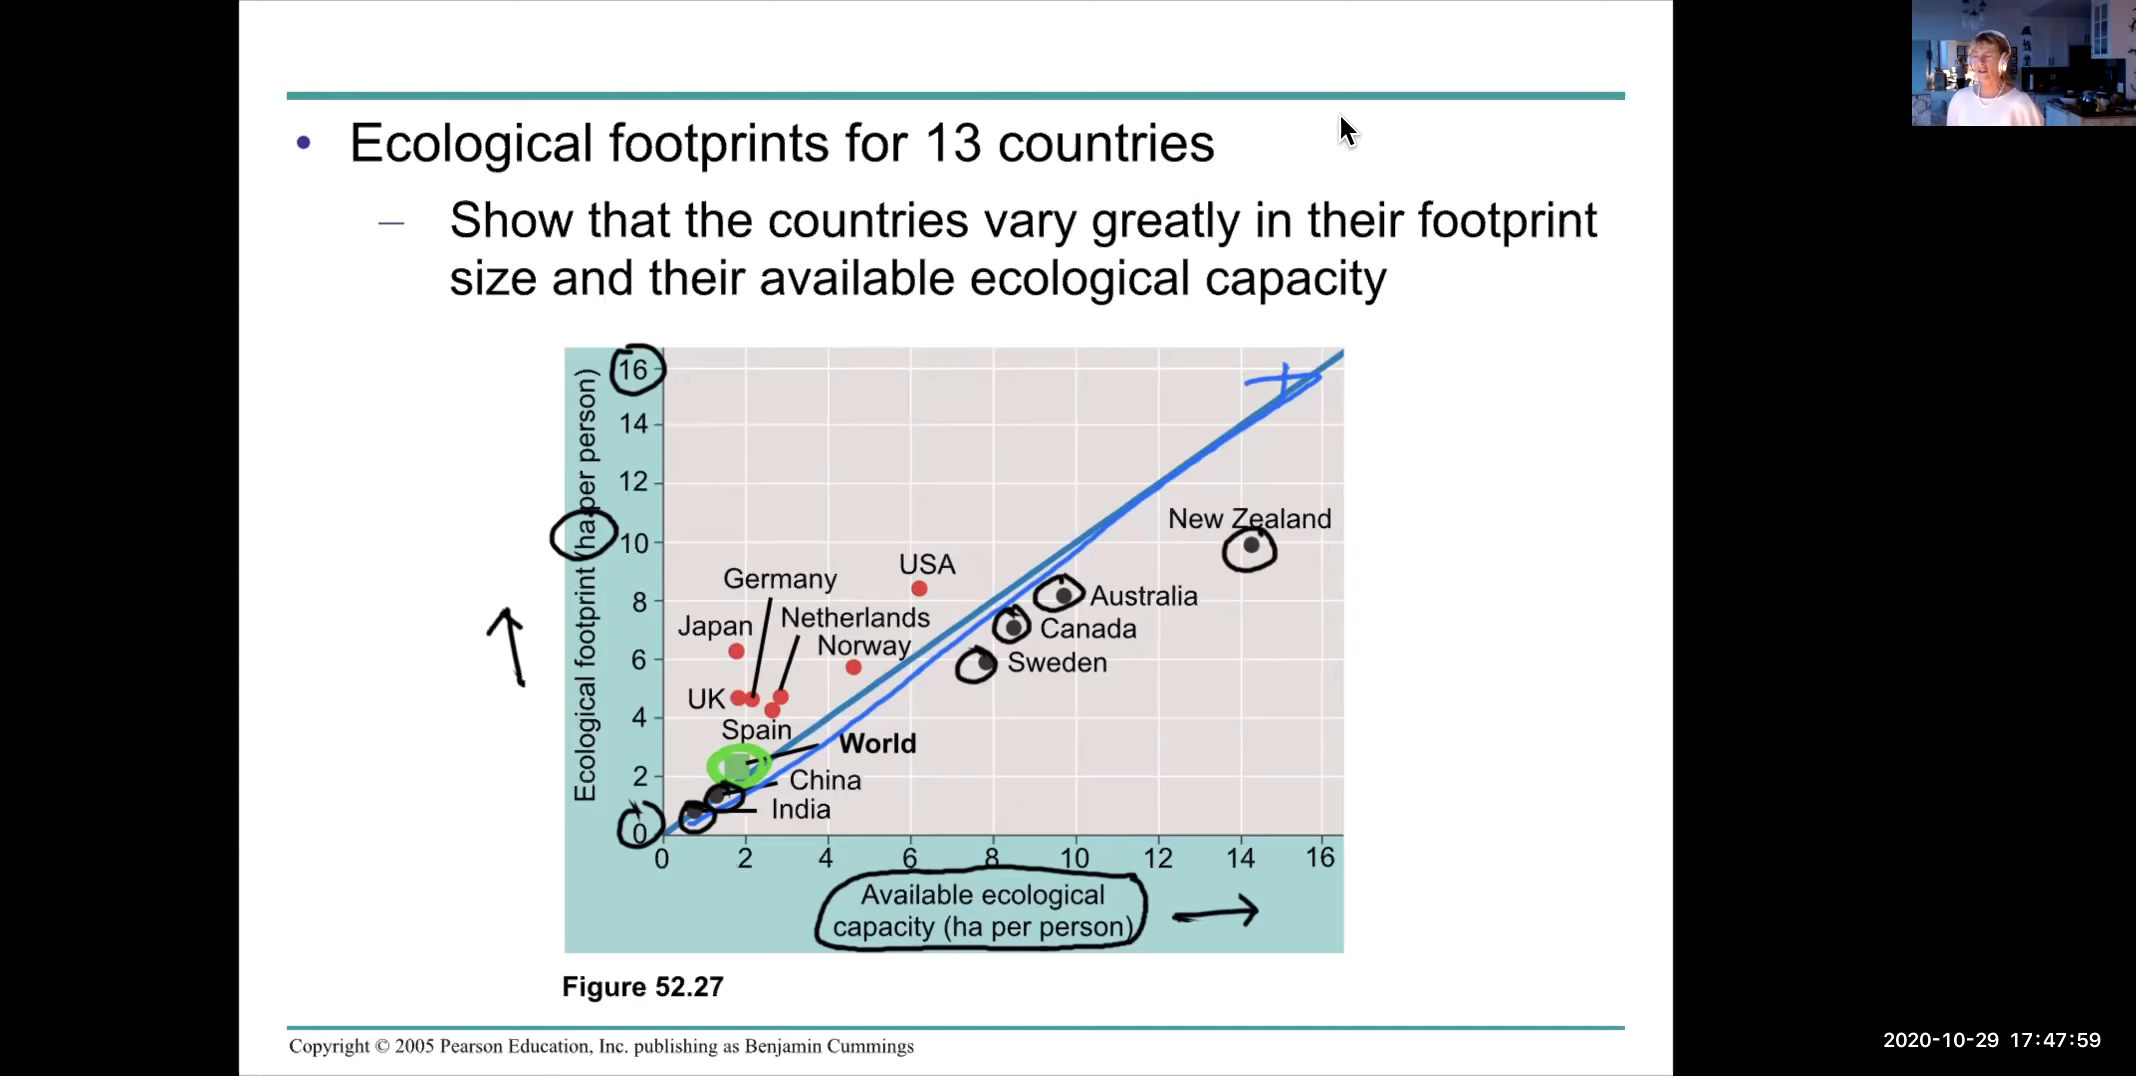 • Ecological footprints for 13 countries
– Show that the countries vary greatly in their footprint
size and their available ecological capacity
Ecological footprint (ha per person)
16
14
12
10
8
6
4
2
0
New Zealand
USA
Germany
Australia
Netherlands
Japan
Canada
Norway
Sweden
UK
Spain
World
China
India
0 2 4 6 8 10 12 14 16
Available ecological
capacity (ha per person)
Figure 52.27
Copyright © 2005 Pearson Education, Inc. publishing as Benjamin Cummings
2020-10-29 17:47:59